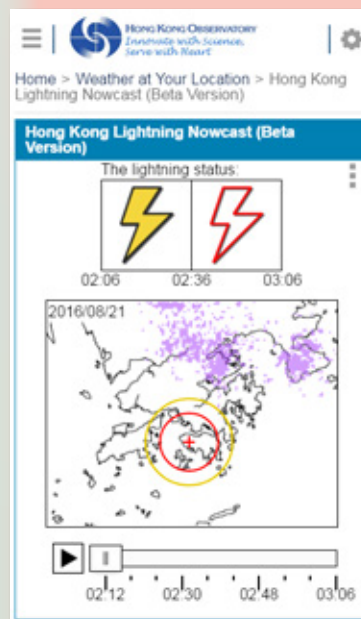 HONG KONG OBSERVATORY
Innovate with Science,
Serve with Heart
Home > Weather at Your Location > Hong Kong
Lightning Nowcast (Beta Version)
Hong Kong Lightning Nowcast (Beta
Version)
The lightning status:
02:06 02:36 03:06
2016/08/21
02:12 02:30 02:48 03:06